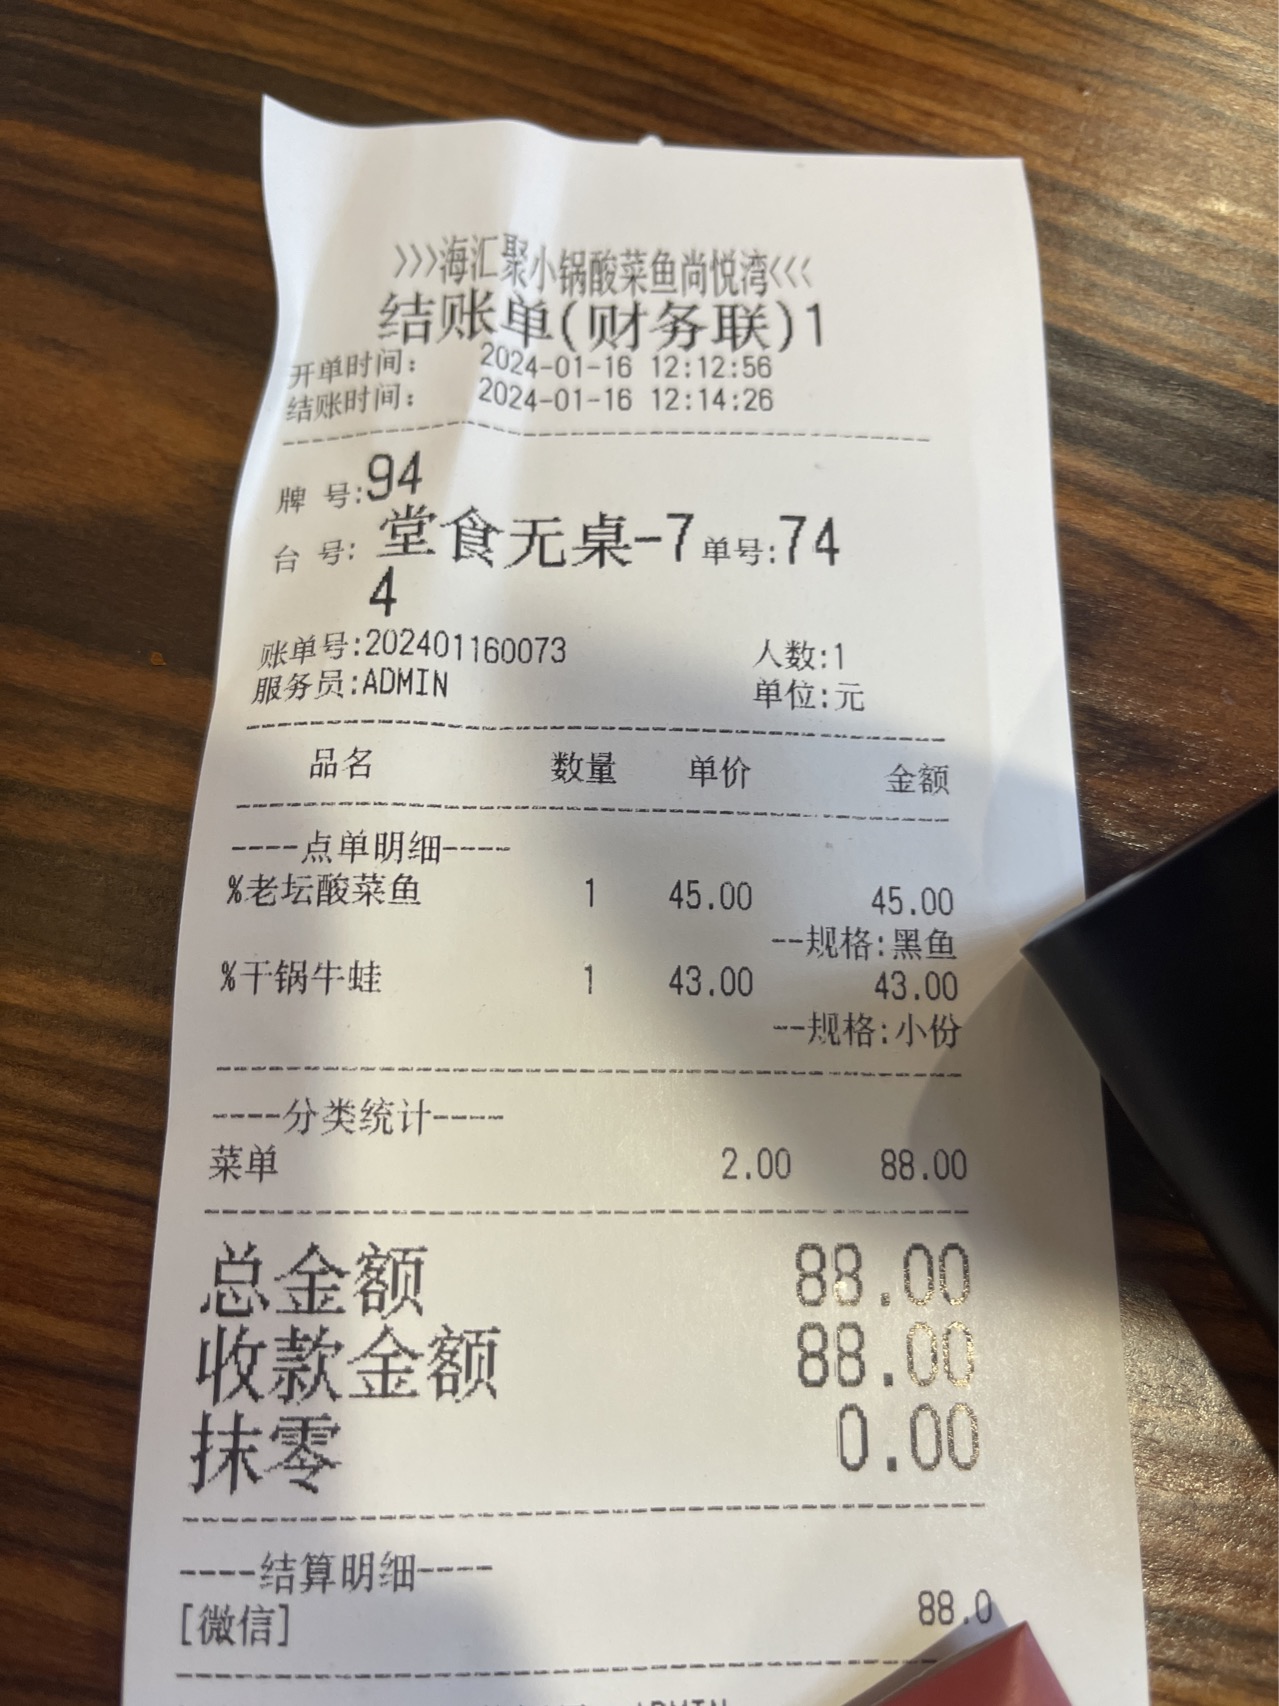 >>>海汇聚小锅酸菜鱼尚悦湾<<<
结账单(财务联)1
开单时间: 2024-01-16 12:12:56
结账时间: 2024-01-16 12:14:26
牌 号:94
台 号: 堂食无桌-7 单号:74
4
账单号:202401160073 人数:1
服务员:ADMIN 单位:元
品名 数量 单价 金额
----点单明细----
%老坛酸菜鱼 1 45.00 45.00
--规格:黑鱼
%干锅牛蛙 1 43.00 43.00
--规格:小份
----分类统计----
菜单 2.00 88.00
总金额 88.00
收款金额 88.00
抹零 0.00
----结算明细----
[微信] 88.0
ADMIN